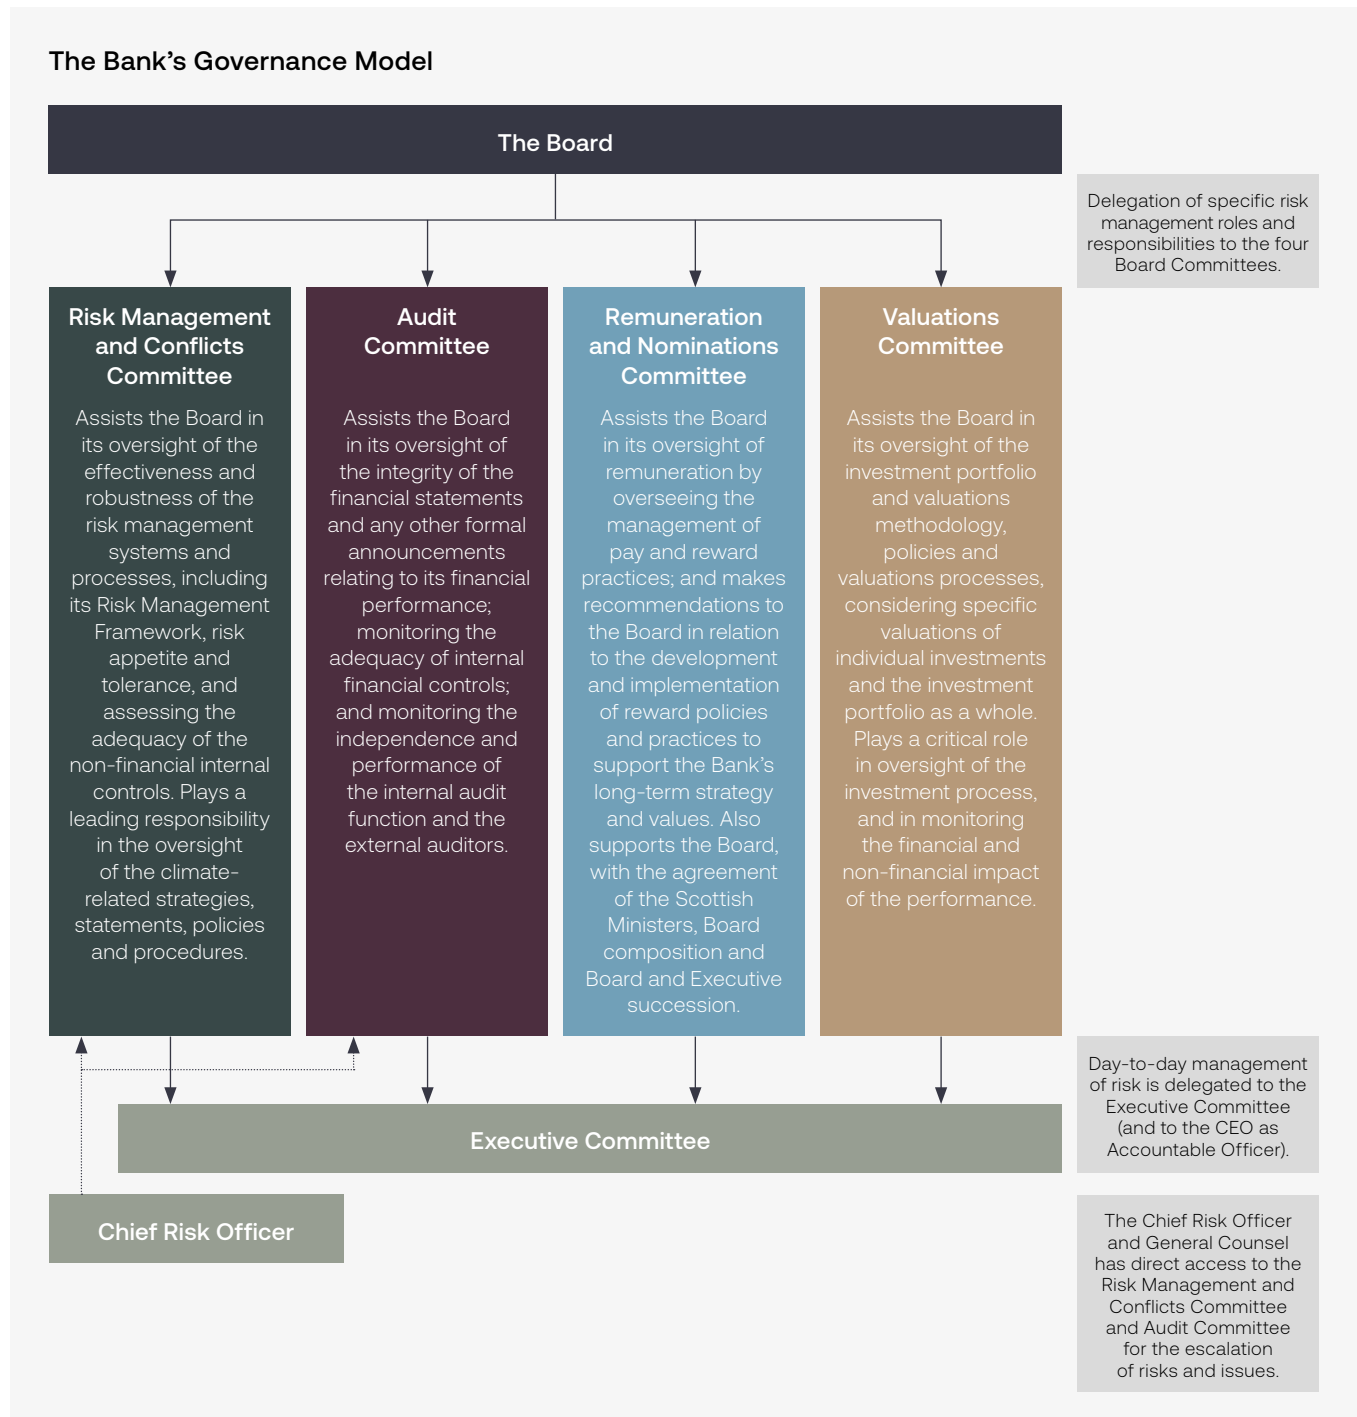 The Bank’s Governance Model
The Board
Delegation of specific risk
management roles and
responsibilities to the four
Board Committees.
Risk Management
and Conflicts
Committee
Assists the Board in
its oversight of the
effectiveness and
robustness of the
risk management
systems and
processes, including
its Risk Management
Framework, risk
appetite and
tolerance, and
assessing the
adequacy of the
non-financial internal
controls. Plays a
leading responsibility
in the oversight
of the climate-
related strategies,
statements, policies
and procedures.
Audit
Committee
Assists the Board
in its oversight of
the integrity of the
financial statements
and any other formal
announcements
relating to its financial
performance;
monitoring the
adequacy of internal
financial controls;
and monitoring the
independence and
performance of
the internal audit
function and the
external auditors.
Remuneration
and Nominations
Committee
Assists the Board
in its oversight of
remuneration by
overseeing the
management of
pay and reward
practices; and makes
recommendations to
the Board in relation
to the development
and implementation
of reward policies
and practices to
support the Bank’s
long-term strategy
and values. Also
supports the Board,
with the agreement
of the Scottish
Ministers, Board
composition and
Board and Executive
succession.
Valuations
Committee
Assists the Board in
its oversight of the
investment portfolio
and valuations
methodology,
policies and
valuations processes,
considering specific
valuations of
individual investments
and the investment
portfolio as a whole.
Plays a critical role
in oversight of the
investment process,
and in monitoring
the financial and
non-financial impact
of the performance.
Day-to-day management
of risk is delegated to the
Executive Committee
(and to the CEO as
Accountable Officer).
Executive Committee
Chief Risk Officer
The Chief Risk Officer
and General Counsel
has direct access to the
Risk Management and
Conflicts Committee
and Audit Committee
for the escalation
of risks and issues.